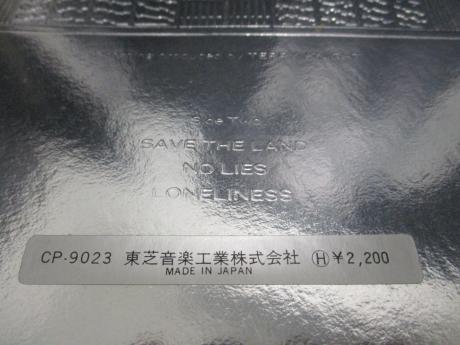 Side Two
SAVE THE LAND
NO LIES
LONELINESS
CP-9023 東芝音楽工業株式会社 Ⓗ ¥2,200
MADE IN JAPAN